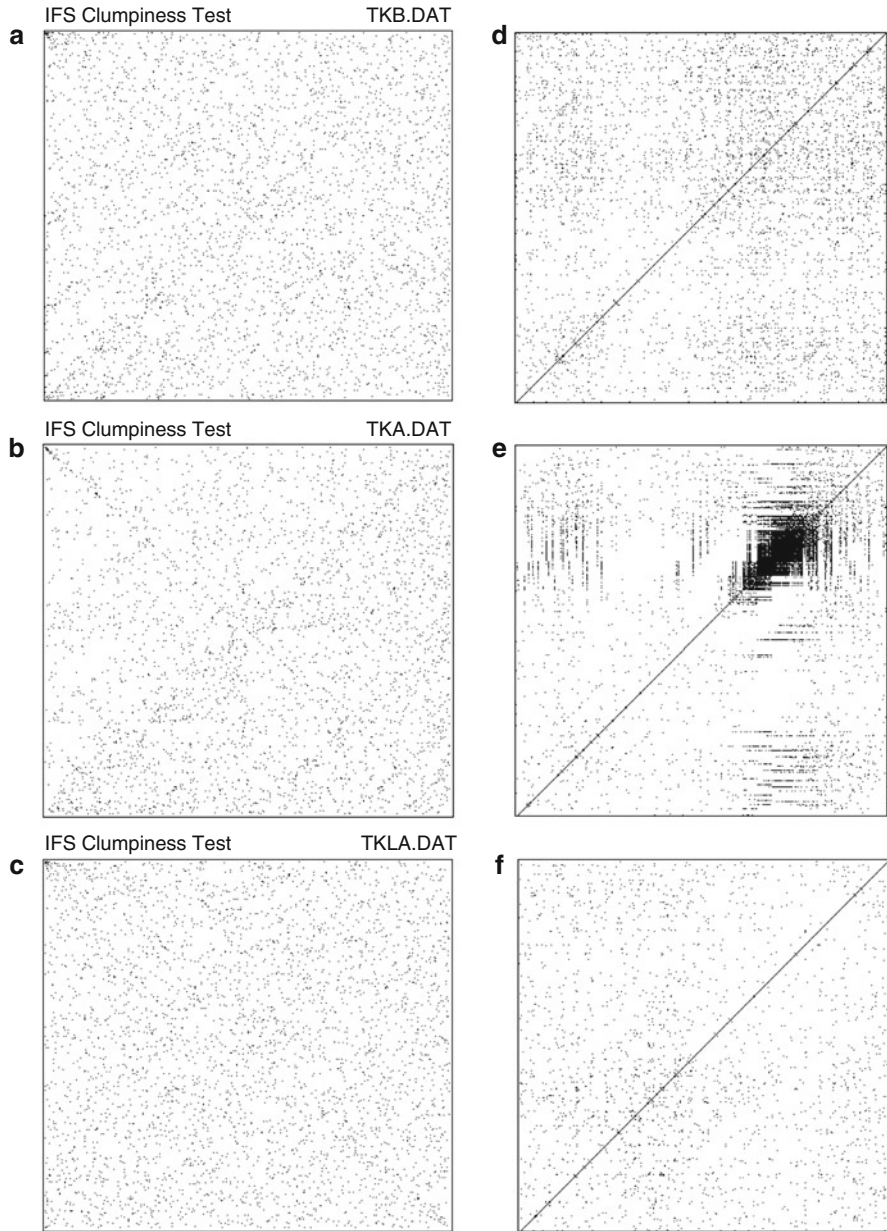 IFS Clumpiness Test TKB.DAT
a
d
IFS Clumpiness Test TKA.DAT
b
e
IFS Clumpiness Test TKLA.DAT
c
f